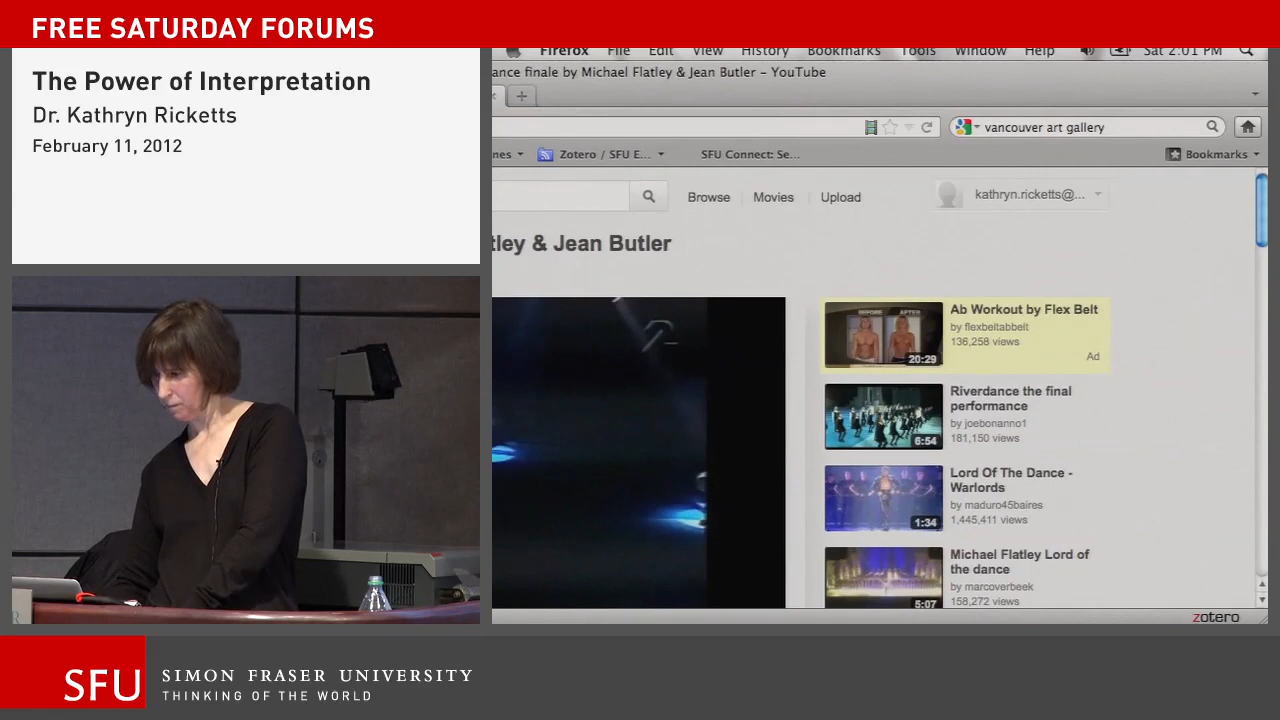 FREE SATURDAY FORUMS
The Power of Interpretation
Dr. Kathryn Ricketts
February 11, 2012
Firefox File Edit View History Bookmarks Tools Window Help Sat 2:01 PM
ance finale by Michael Flatley & Jean Butler – YouTube
vancouver art gallery
nes Zotero / SFU E... SFU Connect: Se... Bookmarks
Browse Movies Upload kathryn.ricketts@...
tley & Jean Butler
BEFORE AFTER
20:29
Ab Workout by Flex Belt
by flexbeltabbelt
136,258 views
Ad
6:54
Riverdance the final
performance
by joebonanno1
181,150 views
1:34
Lord Of The Dance -
Warlords
by maduro45baires
1,445,411 views
5:07
Michael Flatley Lord of
the dance
by marcoverbeek
158,272 views
zotero
SFU
SIMON FRASER UNIVERSITY
THINKING OF THE WORLD